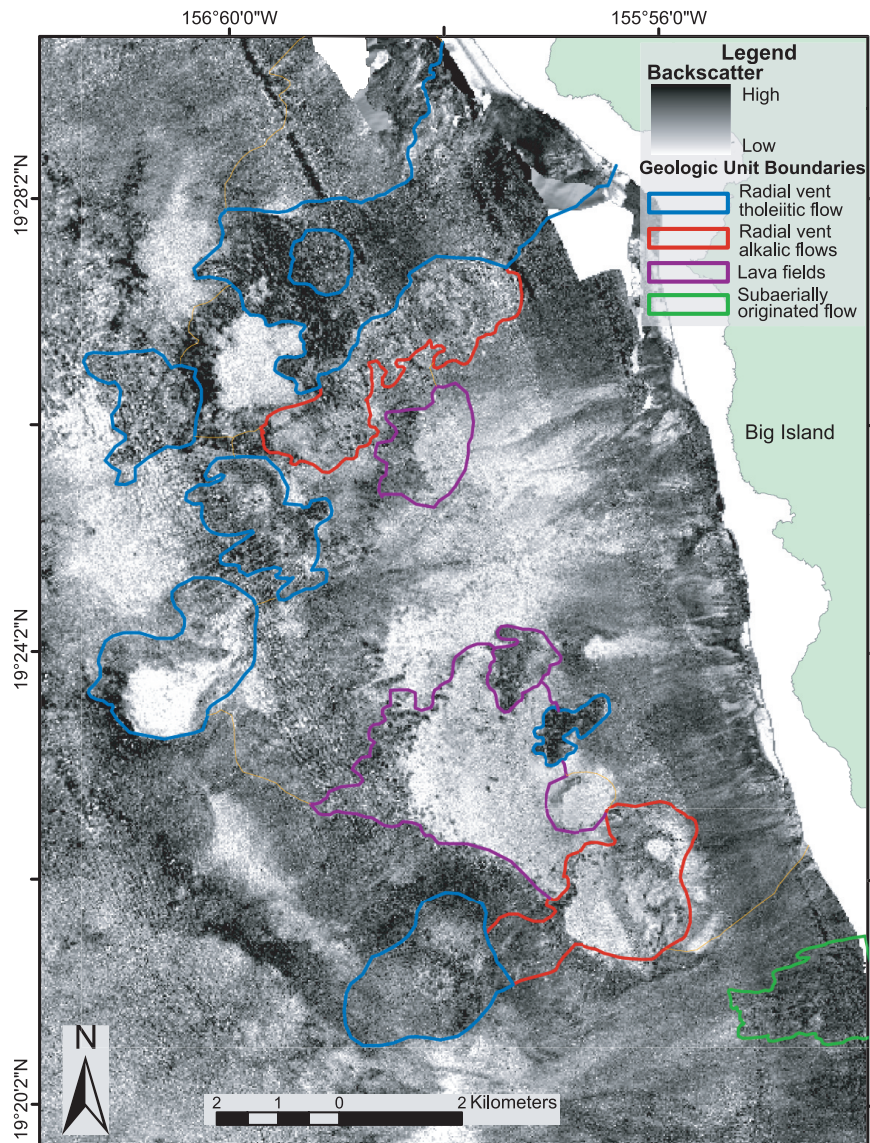 156°60'0"W
155°56'0"W
Legend
Backscatter
High
Low
Geologic Unit Boundaries
Radial vent
tholeiitic flow
Radial vent
alkalic flows
Lava fields
Subaerially
originated flow
19°28'2"N
Big Island
19°24'2"N
19°20'2"N
N
2 1 0 2 Kilometers